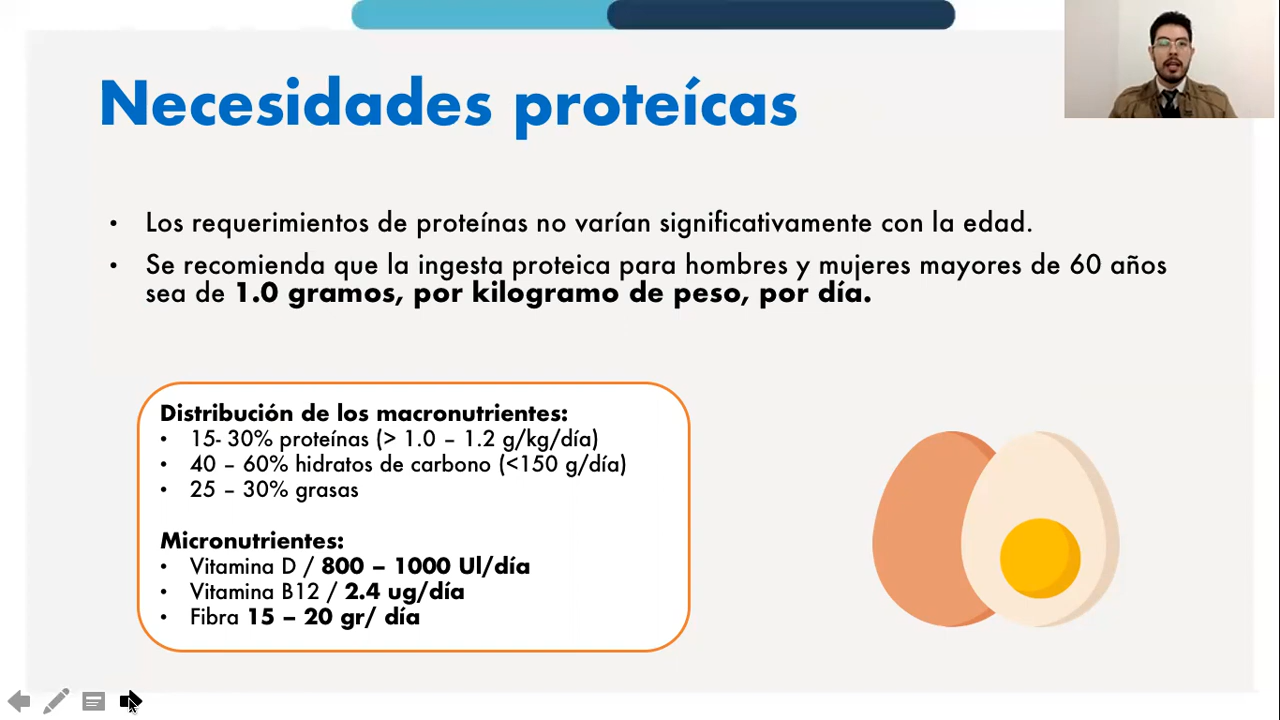 Necesidades proteícas
• Los requerimientos de proteínas no varían significativamente con la edad.
• Se recomienda que la ingesta proteica para hombres y mujeres mayores de 60 años
sea de 1.0 gramos, por kilogramo de peso, por día.
Distribución de los macronutrientes:
• 15- 30% proteínas (> 1.0 – 1.2 g/kg/día)
• 40 – 60% hidratos de carbono (<150 g/día)
• 25 – 30% grasas
Micronutrientes:
• Vitamina D / 800 – 1000 Ul/día
• Vitamina B12 / 2.4 ug/día
• Fibra 15 – 20 gr/ día